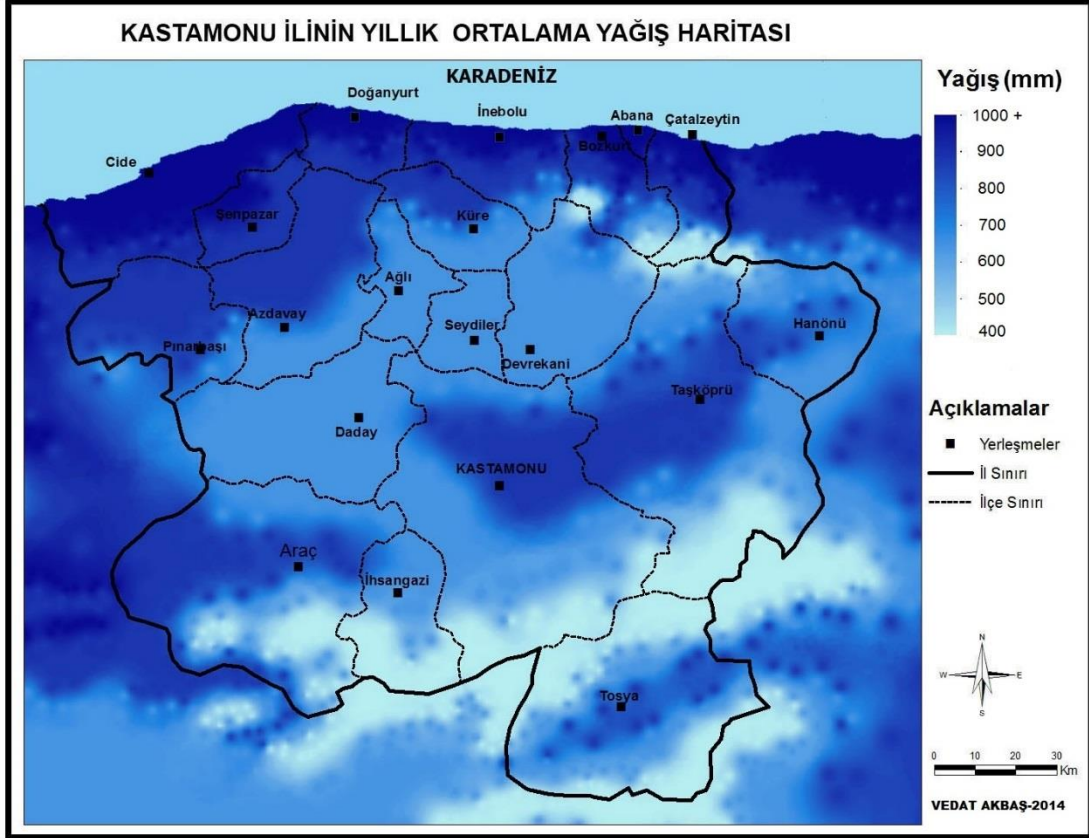 KASTAMONU İLİNİN YILLIK ORTALAMA YAĞIŞ HARİTASI
KARADENİZ
Doğanyurt
İnebolu
Abana
Çatalzeytin
Bozkurt
Cide
Şenpazar
Küre
Ağlı
Azdavay
Pınarbaşı
Seydiler
Devrekani
Hanönü
Taşköprü
Daday
KASTAMONU
Araç
İhsangazi
Tosya
Yağış (mm)
1000 +
900
800
700
600
500
400
Açıklamalar
Yerleşmeler
İl Sınırı
İlçe Sınırı
N
W
E
S
0 10 20 30
Km
VEDAT AKBAŞ-2014